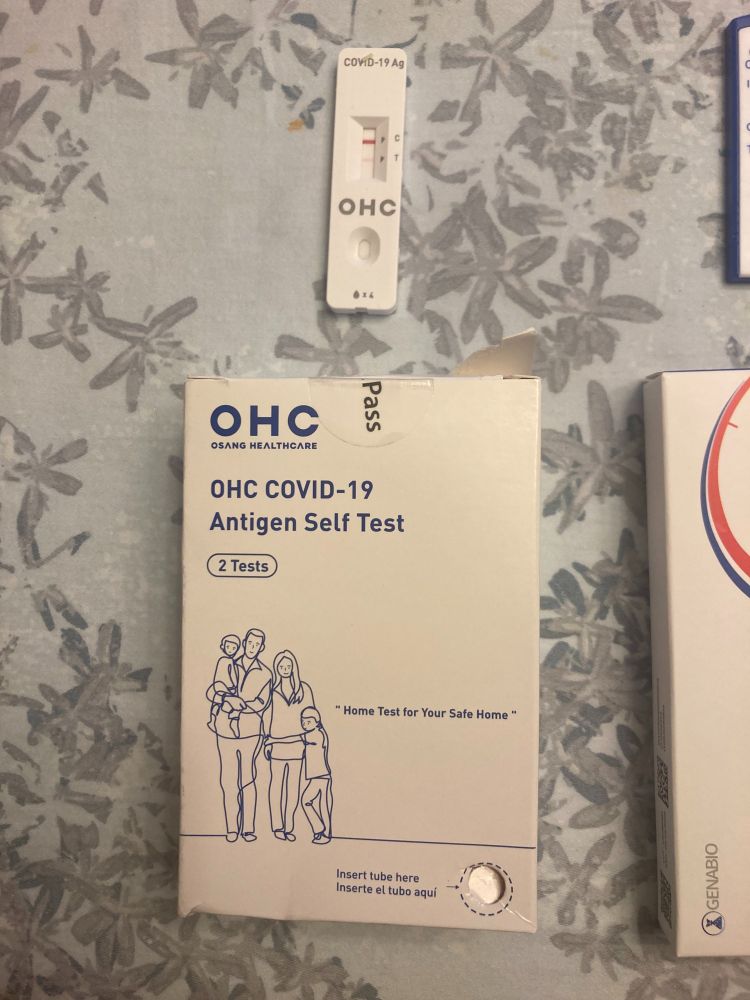 COVID-19 Ag
C
T
OHC
x 4
Pass
OHC
OSANG HEALTHCARE
OHC COVID-19
Antigen Self Test
2 Tests
" Home Test for Your Safe Home "
Insert tube here
Inserte el tubo aquí
GENABIO